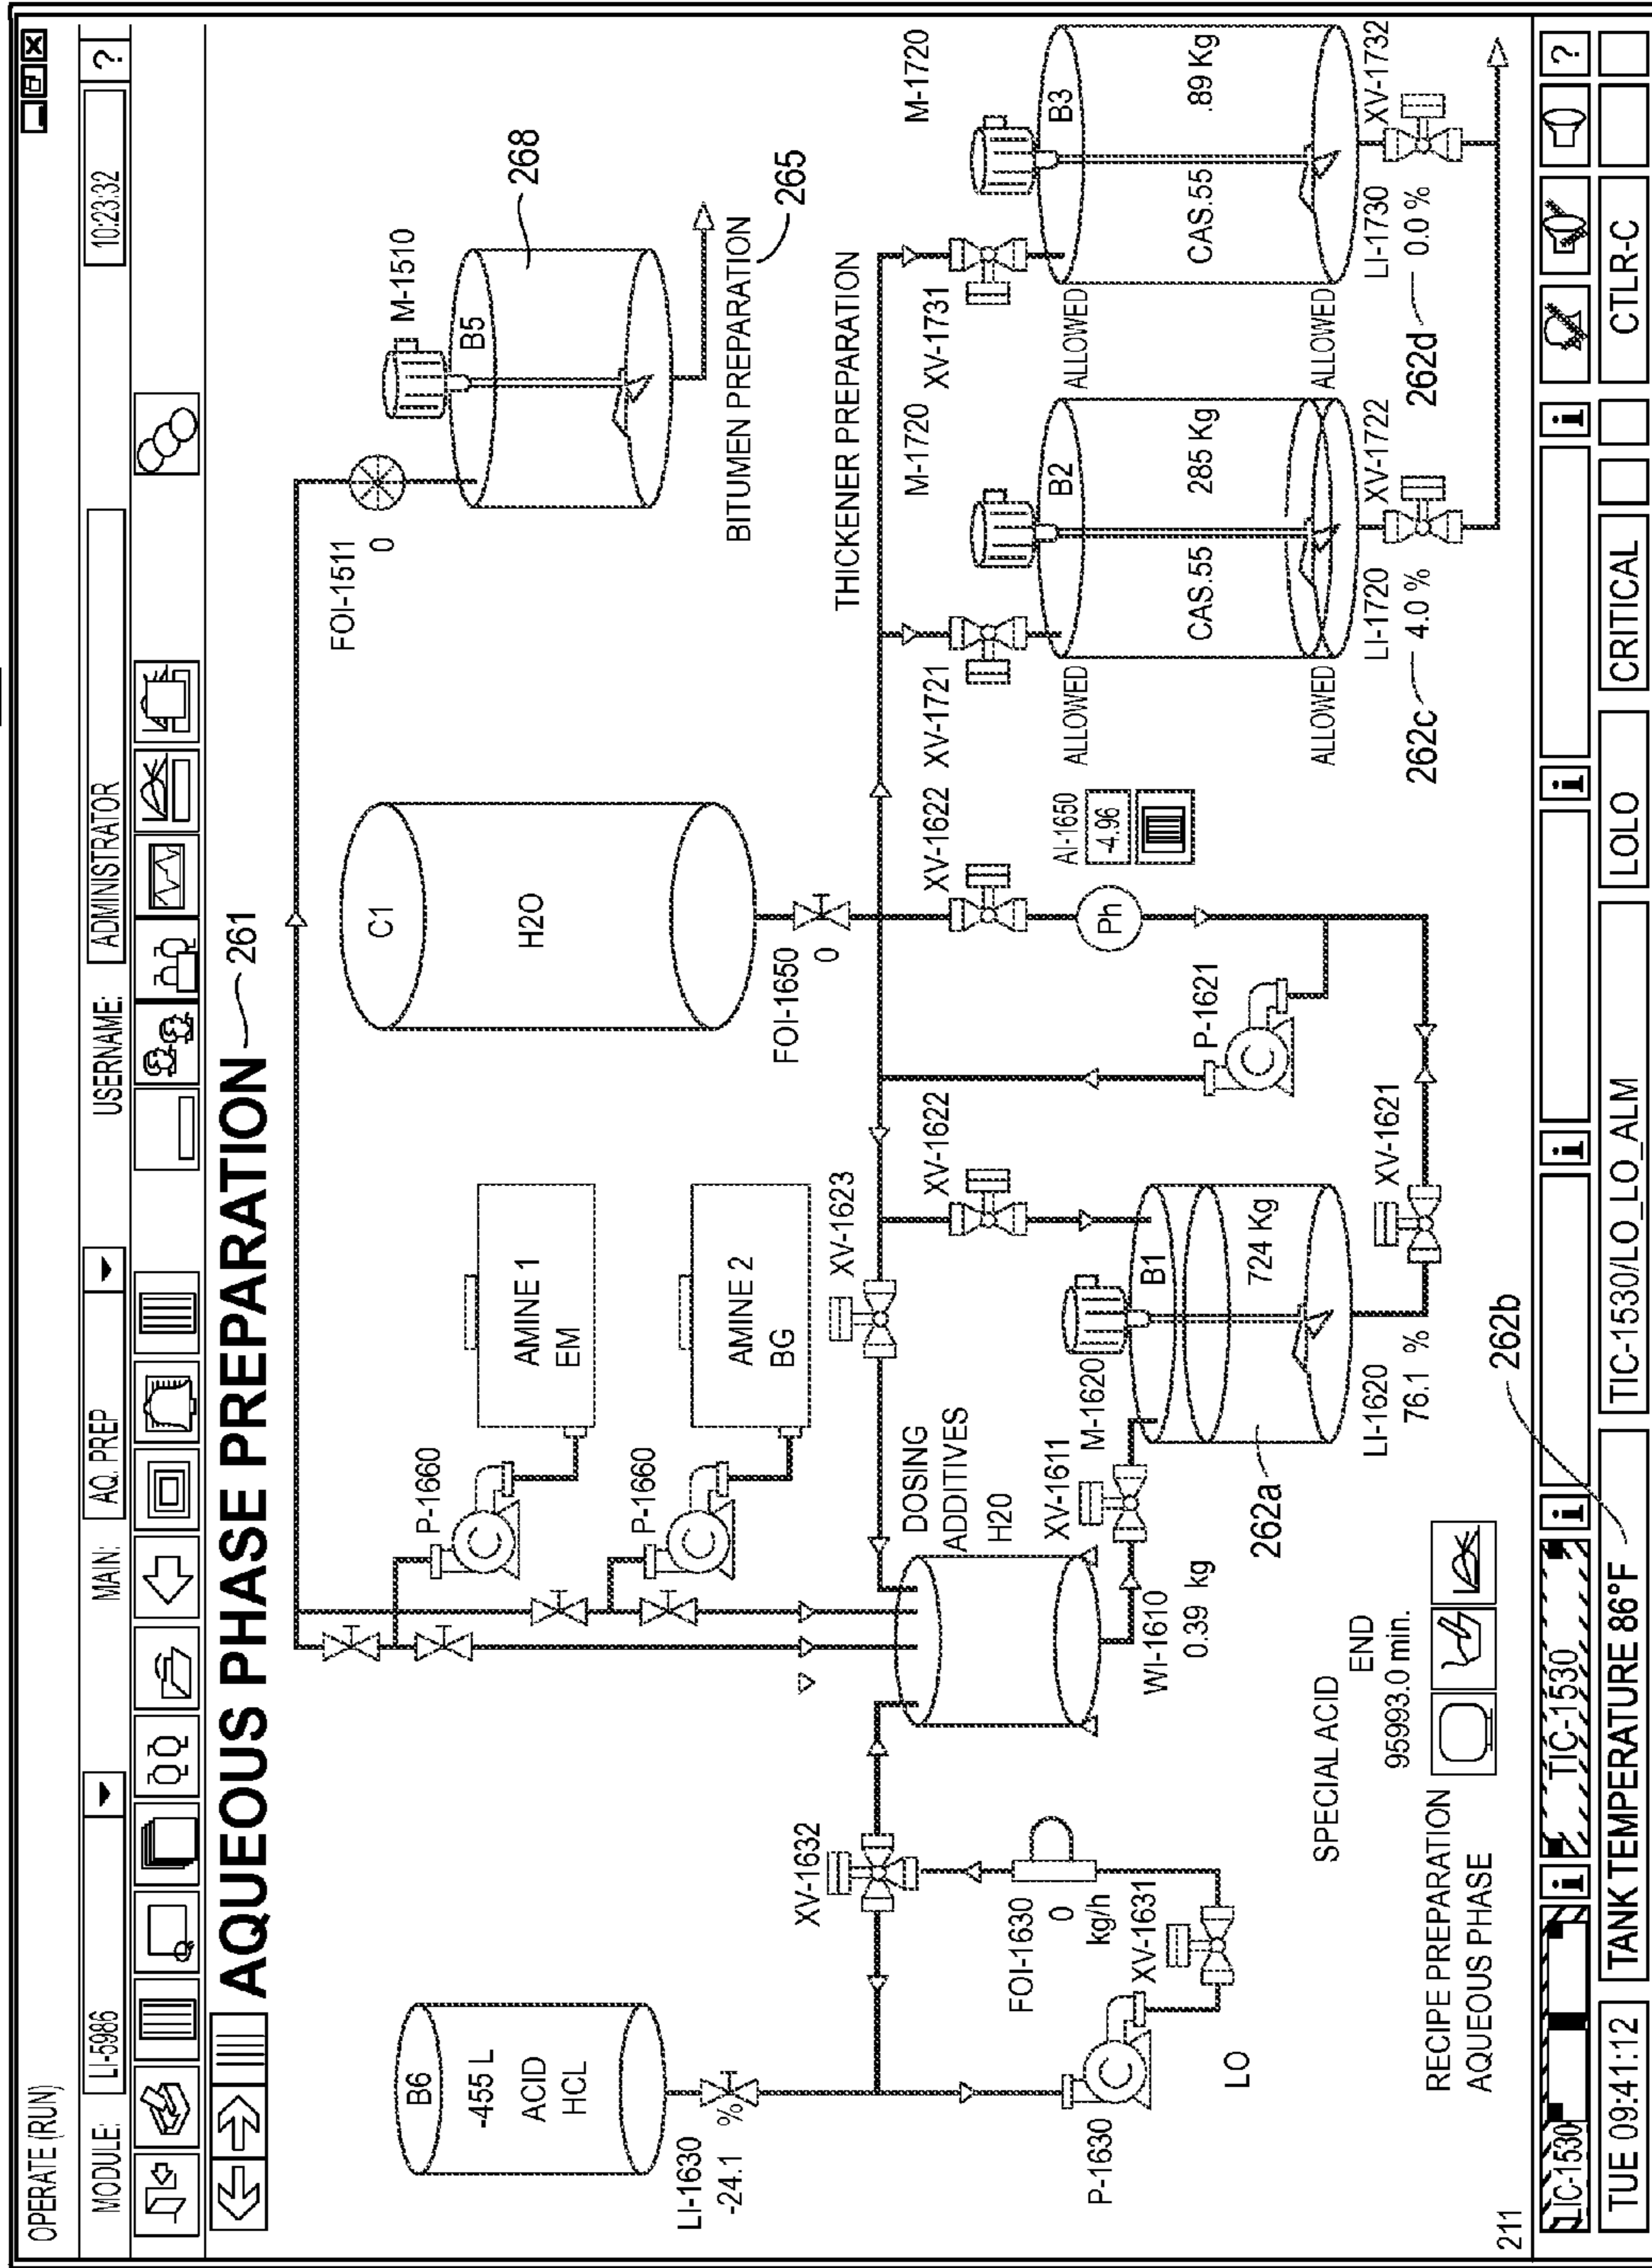 OPERATE (RUN)
MODULE: LI-5986
MAIN: AQ. PREP
USERNAME: ADMINISTRATOR
10:23:32
?
AQUEOUS PHASE PREPARATION
261
B6
-455 L
ACID
HCL
LI-1630
-24.1 %
P-1630
LO
XV-1631
FOI-1630
0
kg/h
XV-1632
P-1660
AMINE 1
EM
P-1660
AMINE 2
BG
DOSING
ADDITIVES
H20
WI-1610
0.39 kg
XV-1611
XV-1623
M-1620
B1
724 Kg
262a
LI-1620
76.1 %
XV-1622
XV-1621
P-1621
C1
H2O
FOI-1650
0
XV-1622
Ph
AI-1650
-4.96
FOI-1511
0
M-1510
B5
268
BITUMEN PREPARATION
265
THICKENER PREPARATION
XV-1721
M-1720
ALLOWED
B2
CAS.55
285 Kg
ALLOWED
LI-1720
4.0 %
262c
XV-1722
XV-1731
M-1720
ALLOWED
B3
CAS.55
.89 Kg
ALLOWED
LI-1730
0.0 %
262d
XV-1732
SPECIAL ACID
END
95993.0 min.
RECIPE PREPARATION
AQUEOUS PHASE
211
262b
LIC-1530
i
TIC-1530
i
i
i
i
?
TUE 09:41:12
TANK TEMPERATURE 86°F
TIC-1530/LO_LO_ALM
LOLO
CRITICAL
CTLR-C